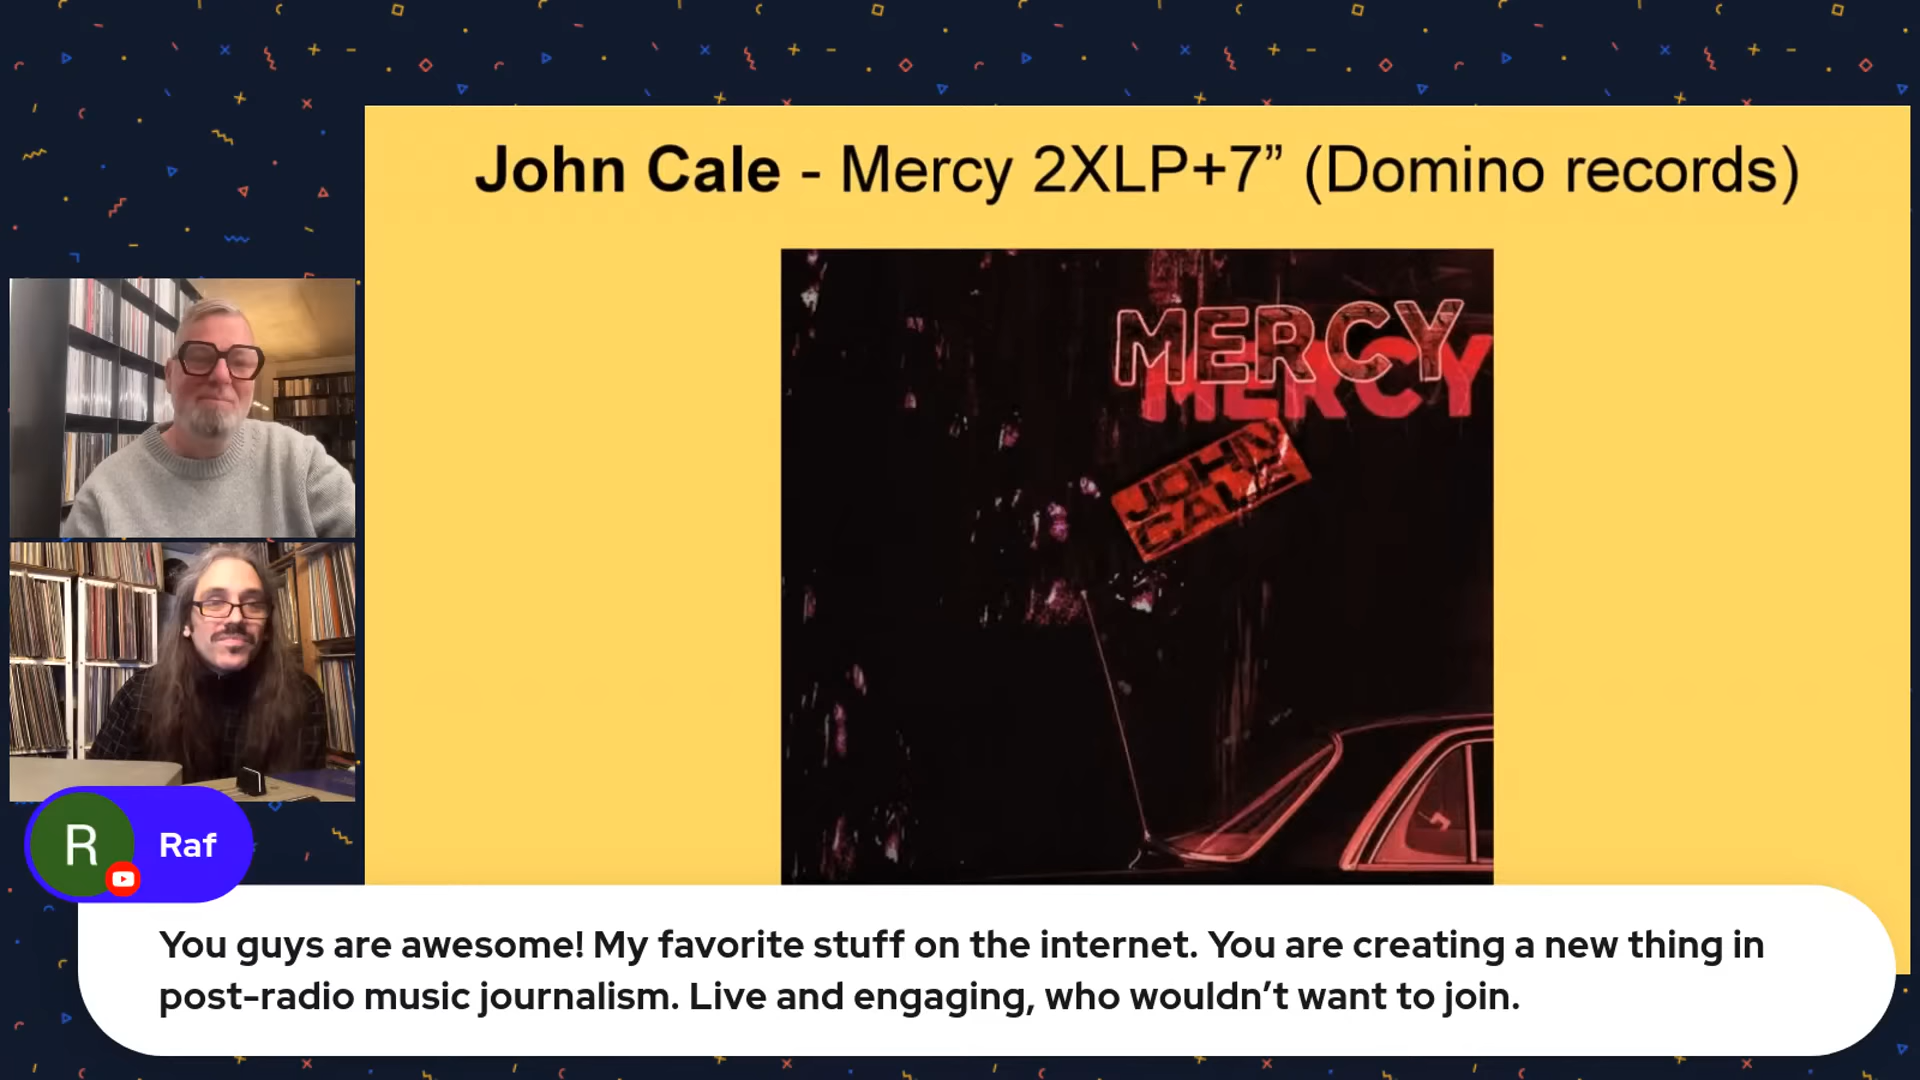 John Cale - Mercy 2XLP+7” (Domino records)
MERCY
MERCY
JOHN
CALE
R
Raf
You guys are awesome! My favorite stuff on the internet. You are creating a new thing in
post-radio music journalism. Live and engaging, who wouldn’t want to join.